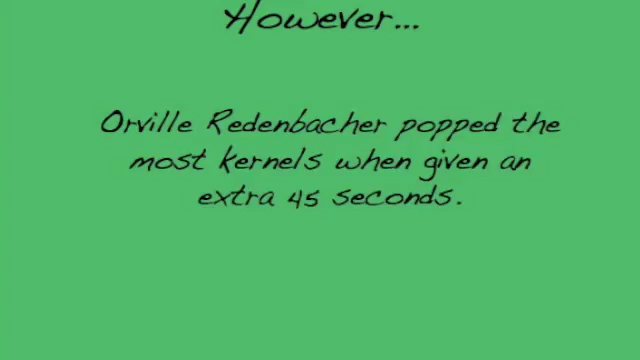 However...
Orville Redenbacher popped the
most kernels when given an
extra 45 seconds.